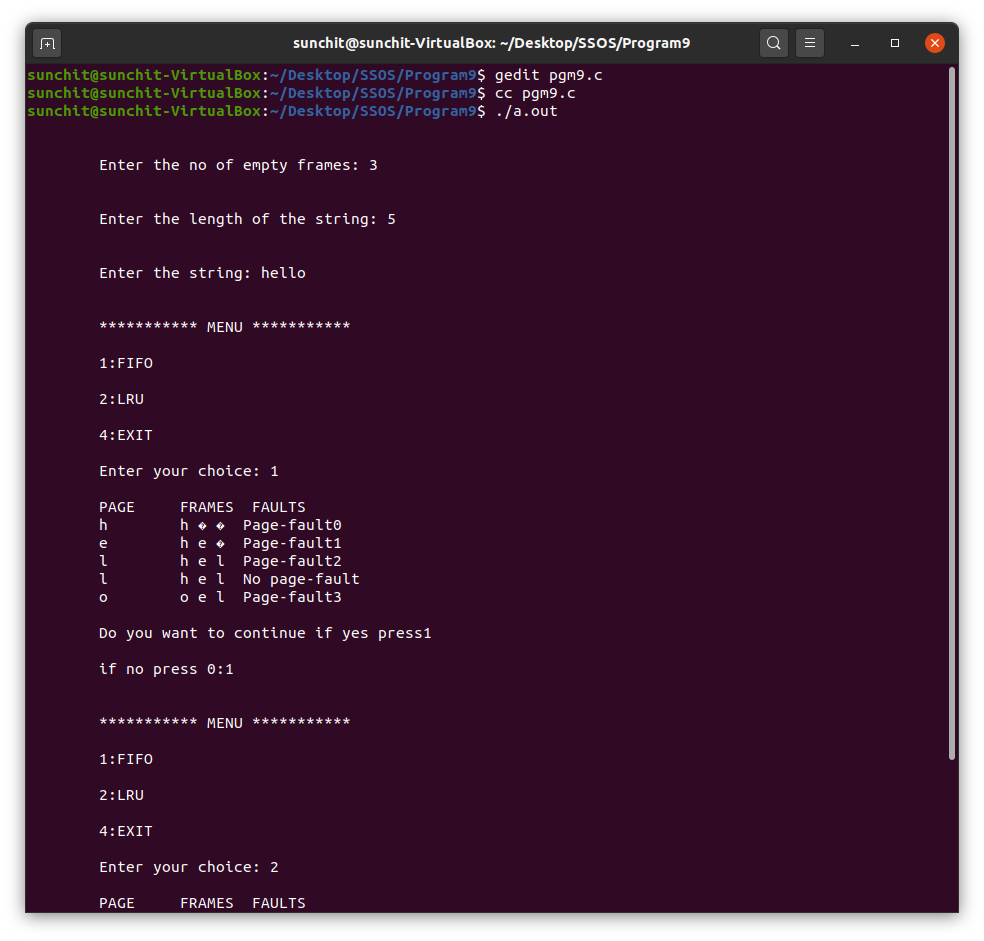 sunchit@sunchit-VirtualBox: ~/Desktop/SSOS/Program9
sunchit@sunchit-VirtualBox:~/Desktop/SSOS/Program9$ gedit pgm9.c
sunchit@sunchit-VirtualBox:~/Desktop/SSOS/Program9$ cc pgm9.c
sunchit@sunchit-VirtualBox:~/Desktop/SSOS/Program9$ ./a.out
Enter the no of empty frames: 3
Enter the length of the string: 5
Enter the string: hello
*********** MENU ***********
1:FIFO
2:LRU
4:EXIT
Enter your choice: 1
PAGE     FRAMES  FAULTS
h        h � �  Page-fault0
e        h e �  Page-fault1
l        h e l  Page-fault2
l        h e l  No page-fault
o        o e l  Page-fault3
Do you want to continue if yes press1
if no press 0:1
*********** MENU ***********
1:FIFO
2:LRU
4:EXIT
Enter your choice: 2
PAGE     FRAMES  FAULTS